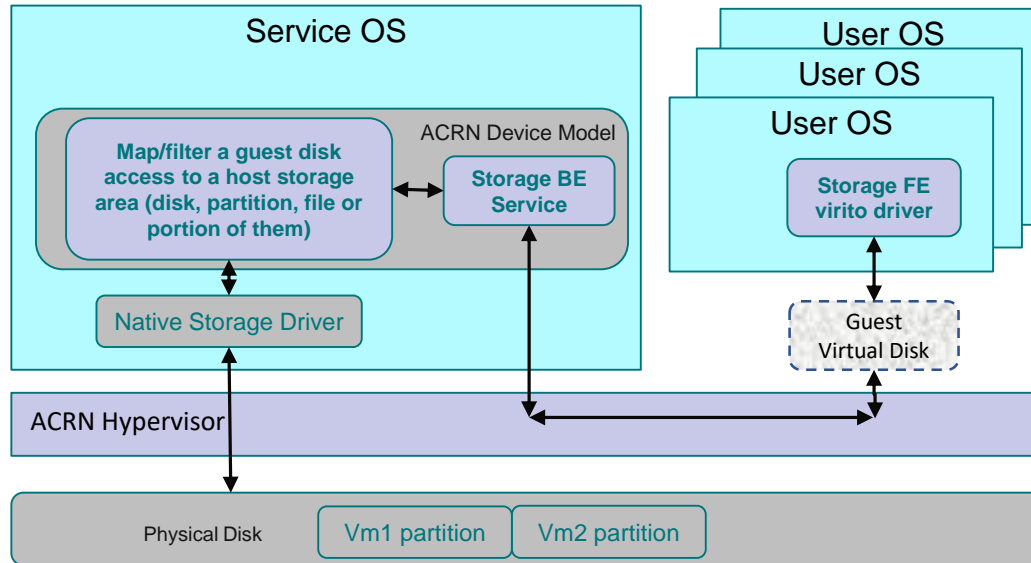 Service OS
ACRN Device Model
Map/filter a guest disk
access to a host storage
area (disk, partition, file or
portion of them)
Storage BE
Service
Native Storage Driver
User OS
User OS
User OS
Storage FE
virito driver
Guest
Virtual Disk
ACRN Hypervisor
Physical Disk
Vm1 partition
Vm2 partition